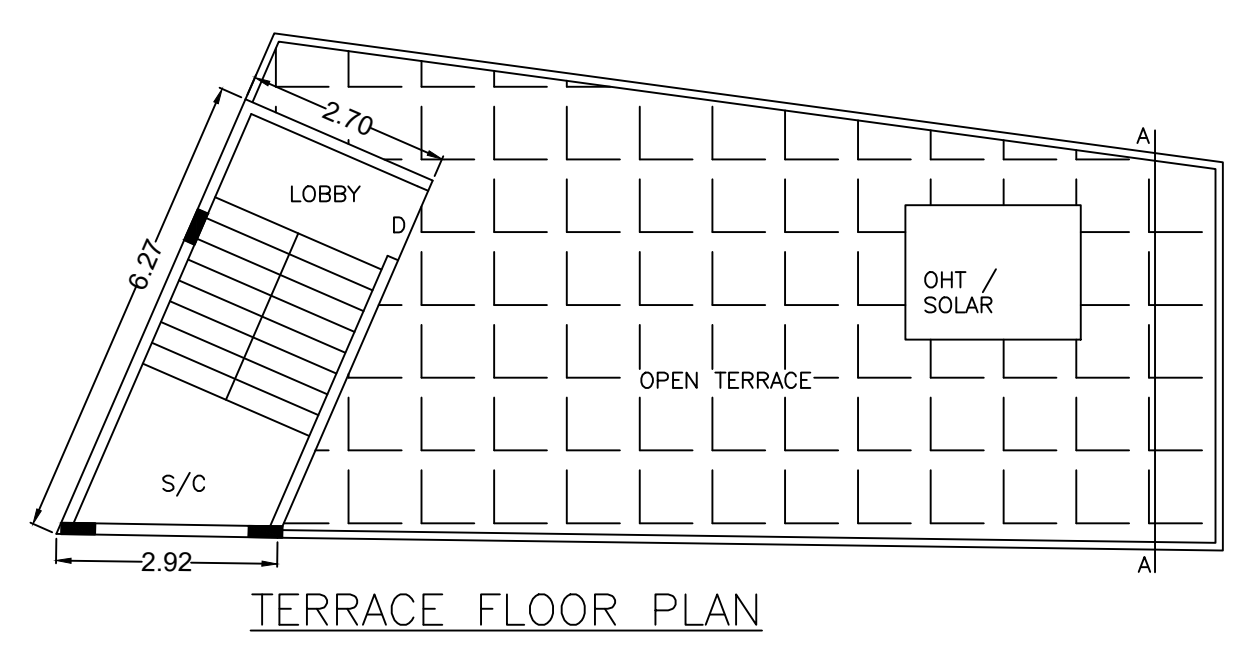 A
2.70
LOBBY
D
6.27
OHT /
SOLAR
OPEN TERRACE
S/C
2.92
A
TERRACE FLOOR PLAN